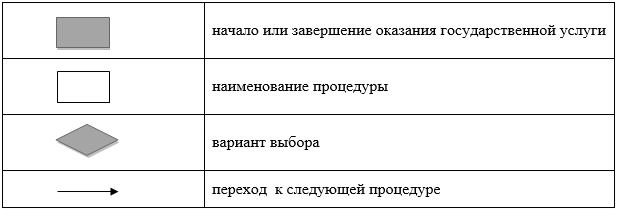 начало или завершение оказания государственной услуги
наименование процедуры
вариант выбора
переход к следующей процедуре